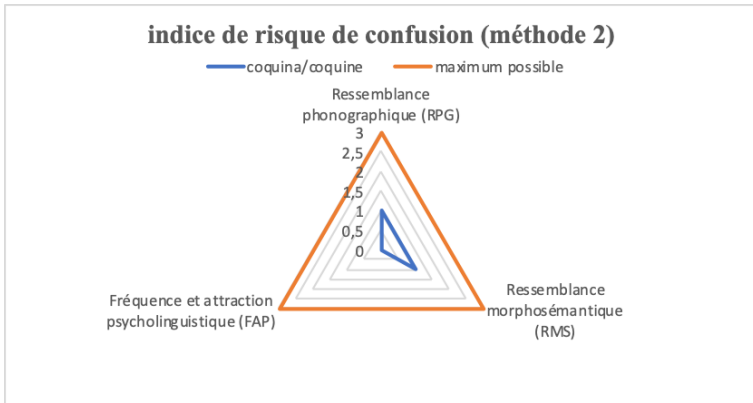 indice de risque de confusion (méthode 2)
coquina/coquine
maximum possible
Ressemblance
phonographique (RPG)
3
2,5
2
1,5
1
0,5
0
Ressemblance
morphosémantique
(RMS)
Fréquence et attraction
psycholinguistique (FAP)